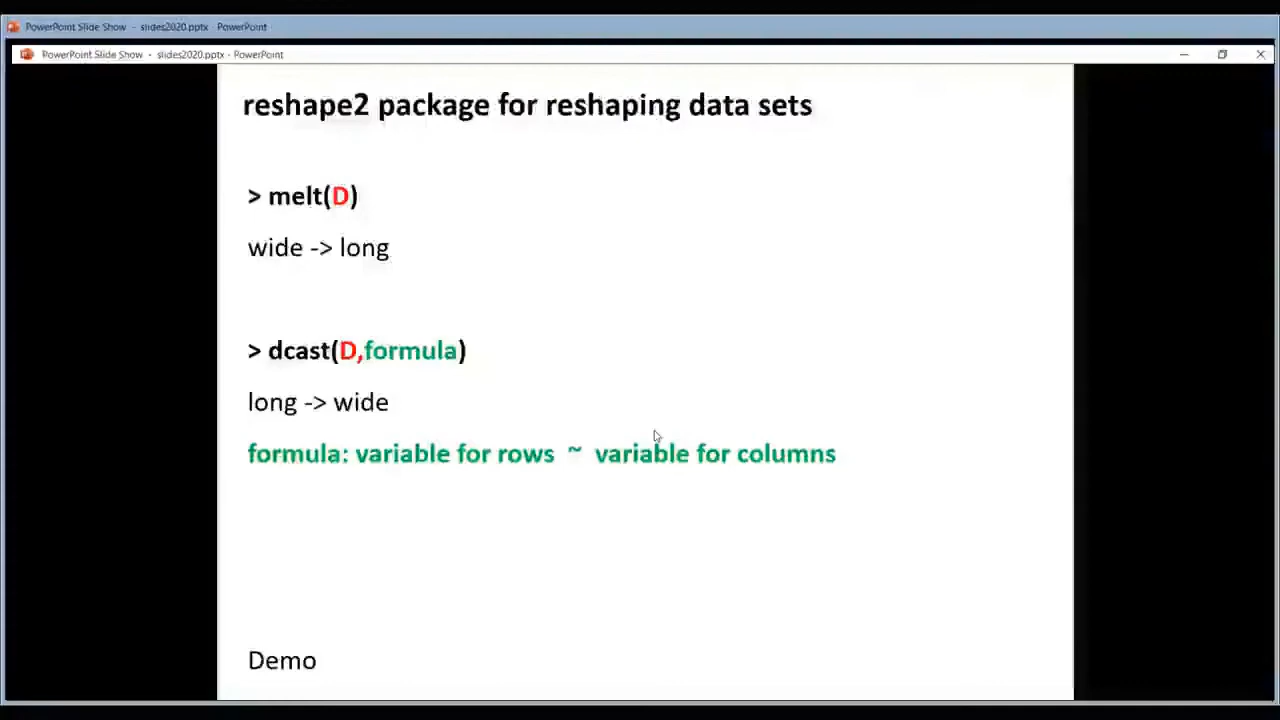 PowerPoint Slide Show - slides2020.pptx - PowerPoint
PowerPoint Slide Show - slides2020.pptx - PowerPoint
reshape2 package for reshaping data sets
> melt(D)
wide -> long
> dcast(D,formula)
long -> wide
formula: variable for rows ~ variable for columns
Demo